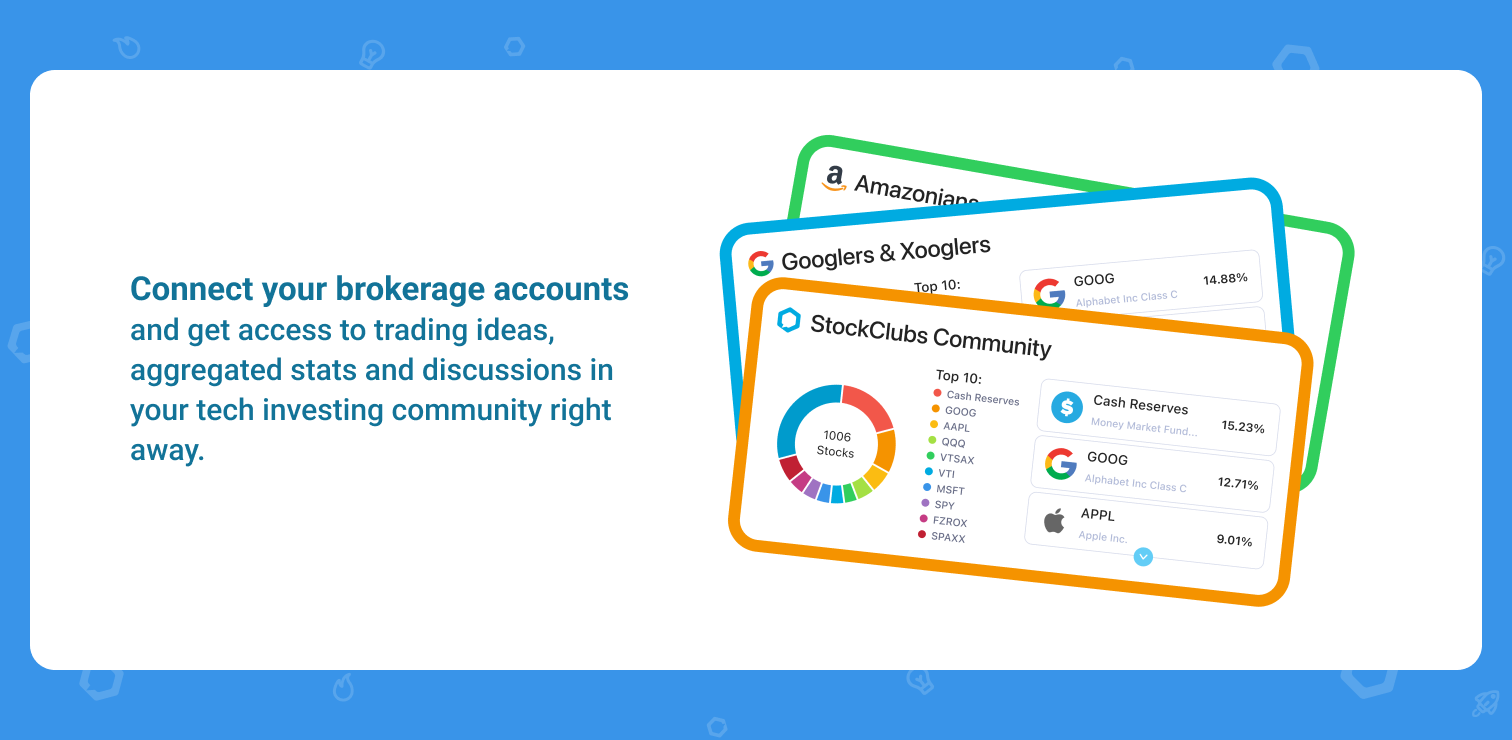 Connect your brokerage accounts
and get access to trading ideas,
aggregated stats and discussions in
your tech investing community right
away.
Amazonians
Googlers & Xooglers
Top 10:
GOOG
Alphabet Inc Class C
14.88%
StockClubs Community
1006
Stocks
Top 10:
Cash Reserves
GOOG
AAPL
QQQ
VTSAX
VTI
MSFT
SPY
FZROX
SPAXX
Cash Reserves
Money Market Fund...
15.23%
GOOG
Alphabet Inc Class C
12.71%
APPL
Apple Inc.
9.01%